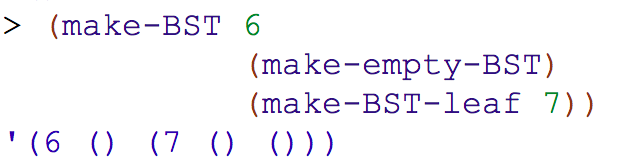 > (make-BST 6
(make-empty-BST)
(make-BST-leaf 7))
'(6 () (7 () ()))